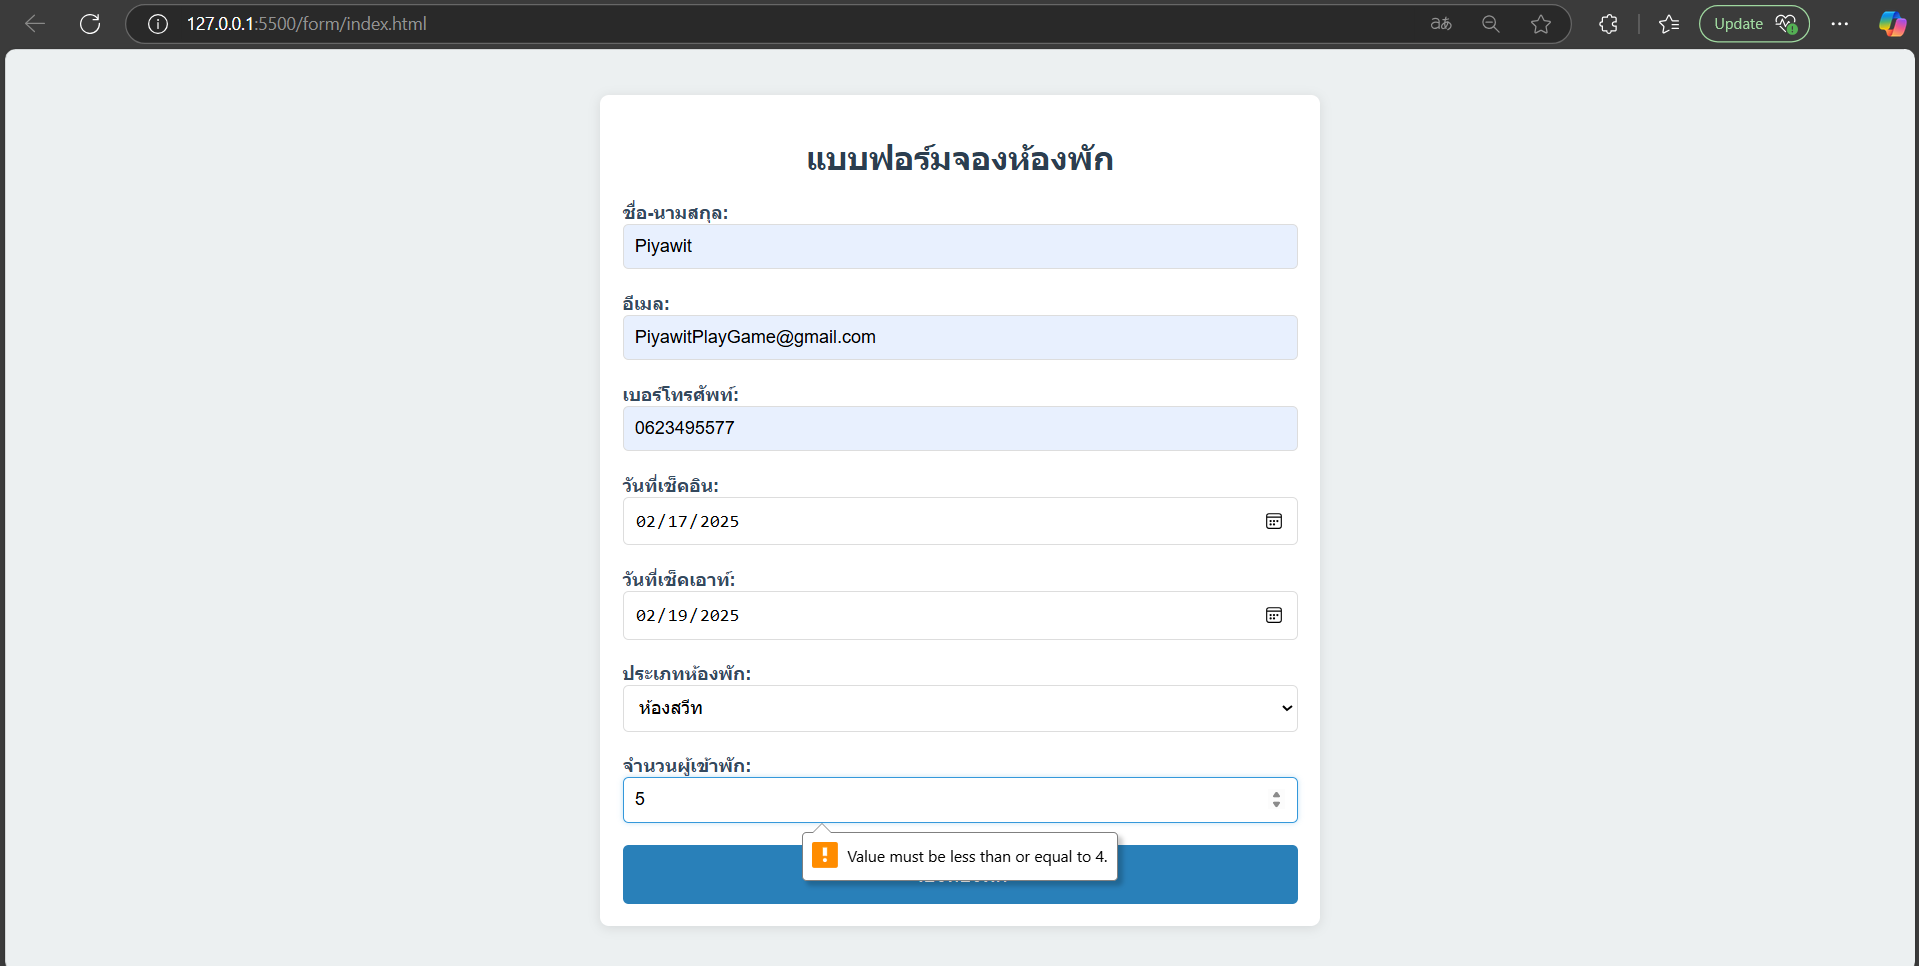 127.0.0.1:5500/form/index.html
Update
แบบฟอร์มจองห้องพัก
ชื่อ-นามสกุล:
Piyawit
อีเมล:
PiyawitPlayGame@gmail.com
เบอร์โทรศัพท์:
0623495577
วันที่เช็คอิน:
02/17/2025
วันที่เช็คเอาท์:
02/19/2025
ประเภทห้องพัก:
ห้องสวีท
จำนวนผู้เข้าพัก:
5
Value must be less than or equal to 4.